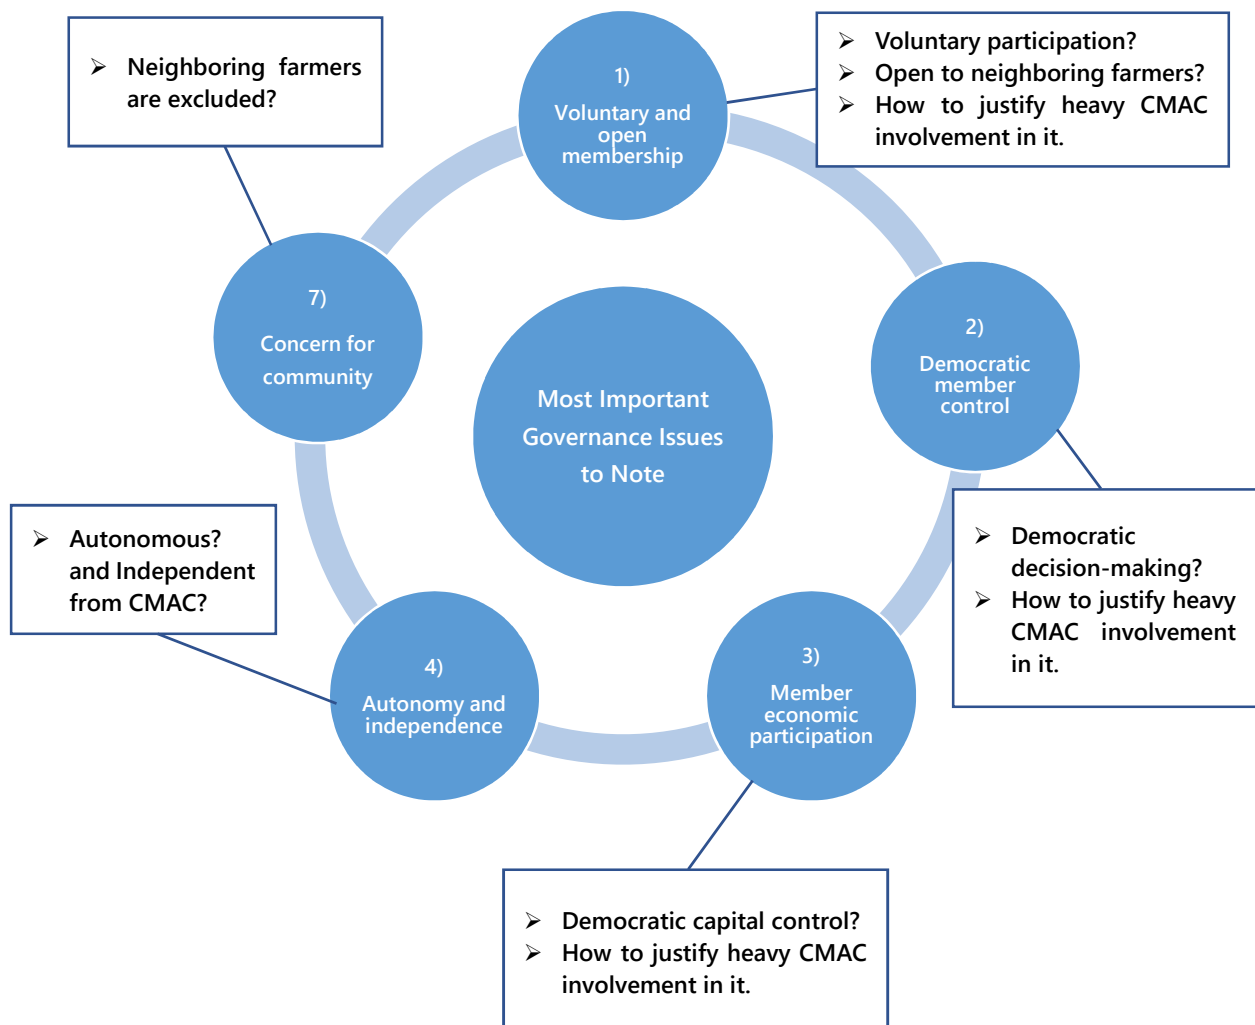 ➢ Neighboring farmers
are excluded?
1)
Voluntary and
open
membership
➢ Voluntary participation?
➢ Open to neighboring farmers?
➢ How to justify heavy CMAC
involvement in it.
7)
Concern for
community
Most Important
Governance Issues
to Note
2)
Democratic
member
control
➢ Autonomous?
and Independent
from CMAC?
➢ Democratic
decision-making?
➢ How to justify heavy
CMAC involvement
in it.
4)
Autonomy and
independence
3)
Member
economic
participation
➢ Democratic capital control?
➢ How to justify heavy CMAC
involvement in it.